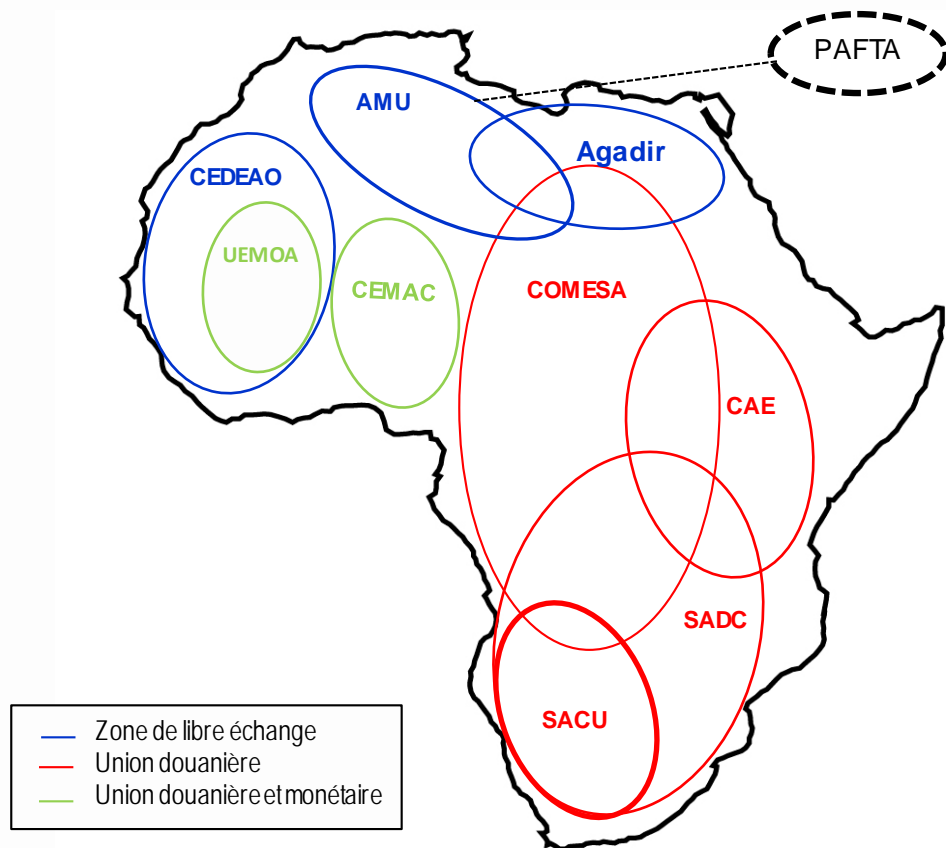 PAFTA
AMU
Agadir
CEDEAO
UEMOA
CEMAC
COMESA
CAE
SADC
SACU
Zone de libre échange
Union douanière
Union douanière et monétaire